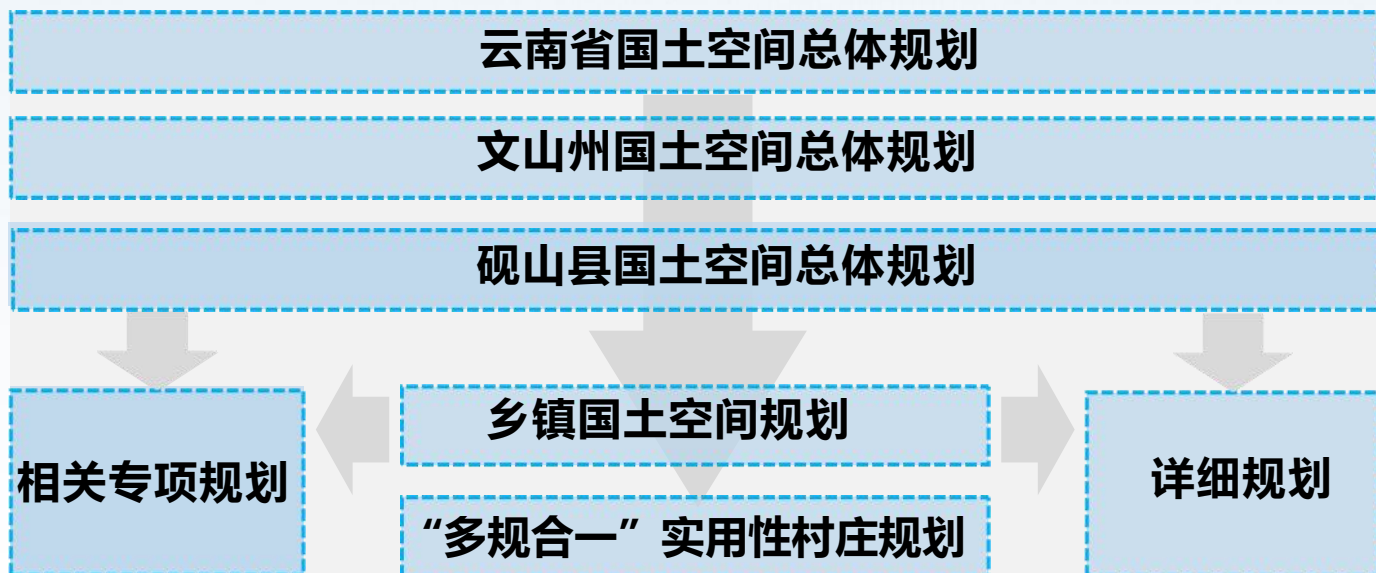 云南省国土空间总体规划
文山州国土空间总体规划
砚山县国土空间总体规划
乡镇国土空间规划
相关专项规划
详细规划
“多规合一”实用性村庄规划